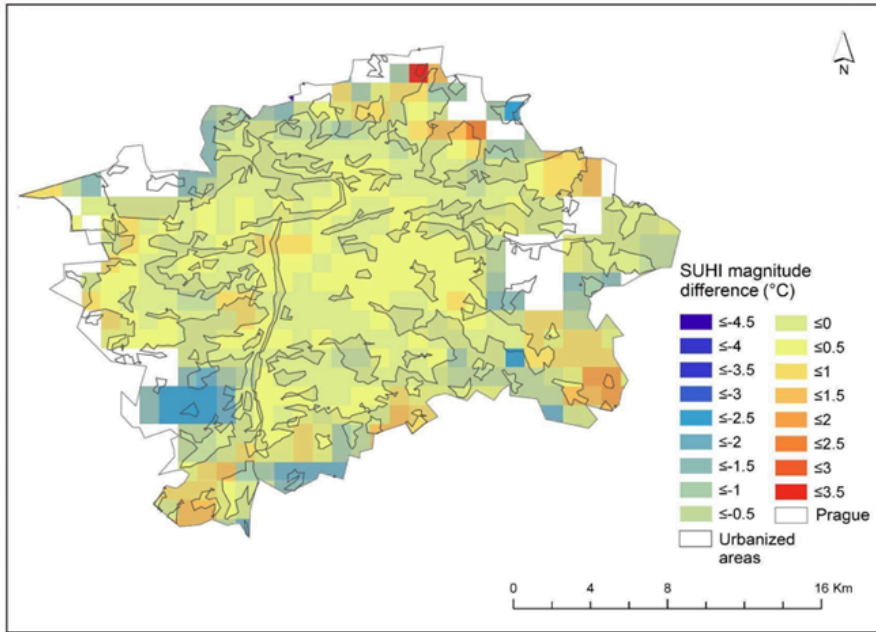 N
SUHI magnitude
difference (°C)
≤-4.5 ≤0
≤-4 ≤0.5
≤-3.5 ≤1
≤-3 ≤1.5
≤-2.5 ≤2
≤-2 ≤2.5
≤-1.5 ≤3
≤-1 ≤3.5
≤-0.5 Prague
Urbanized
areas
0 4 8 16 Km